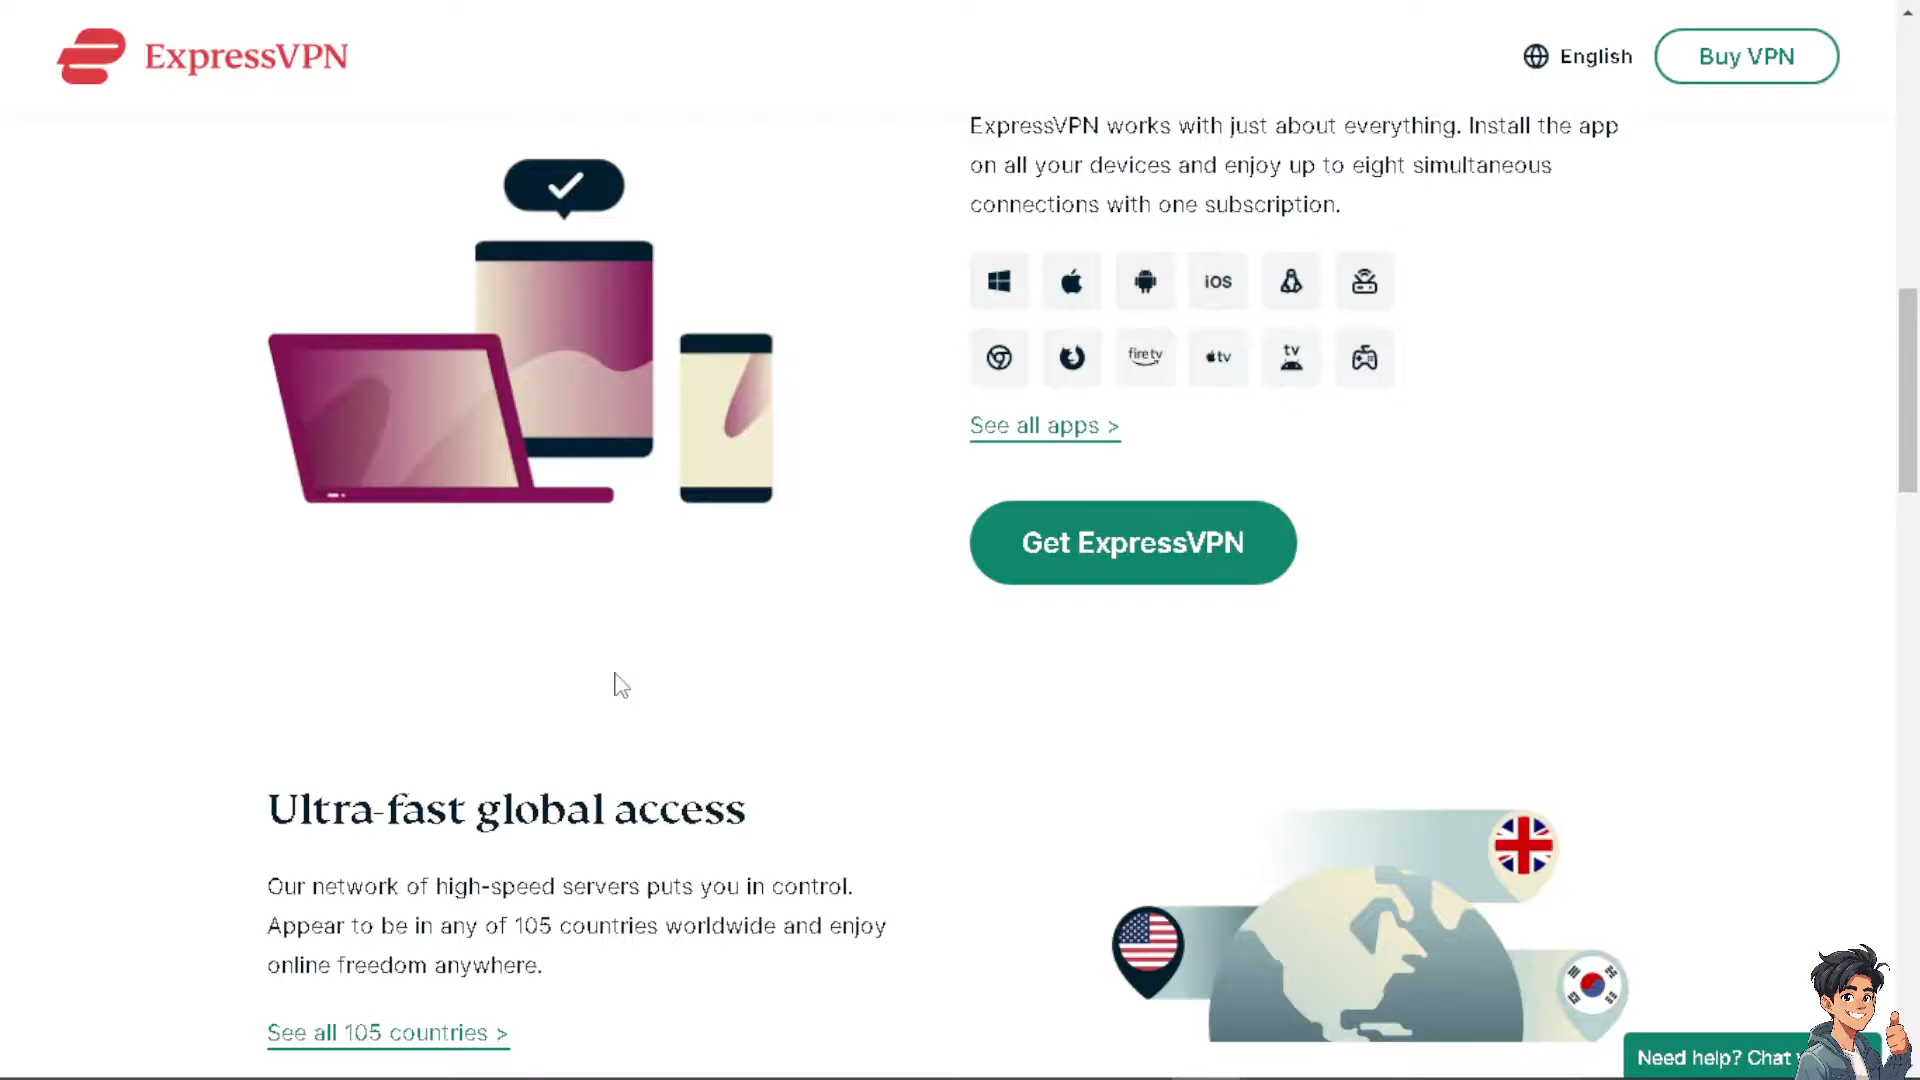 ExpressVPN
English
Buy VPN
ExpressVPN works with just about everything. Install the app
on all your devices and enjoy up to eight simultaneous
connections with one subscription.
iOS
fire tv
tv
tv
See all apps >
Get ExpressVPN
Ultra-fast global access
Our network of high-speed servers puts you in control.
Appear to be in any of 105 countries worldwide and enjoy
online freedom anywhere.
See all 105 countries >
Need help? Chat